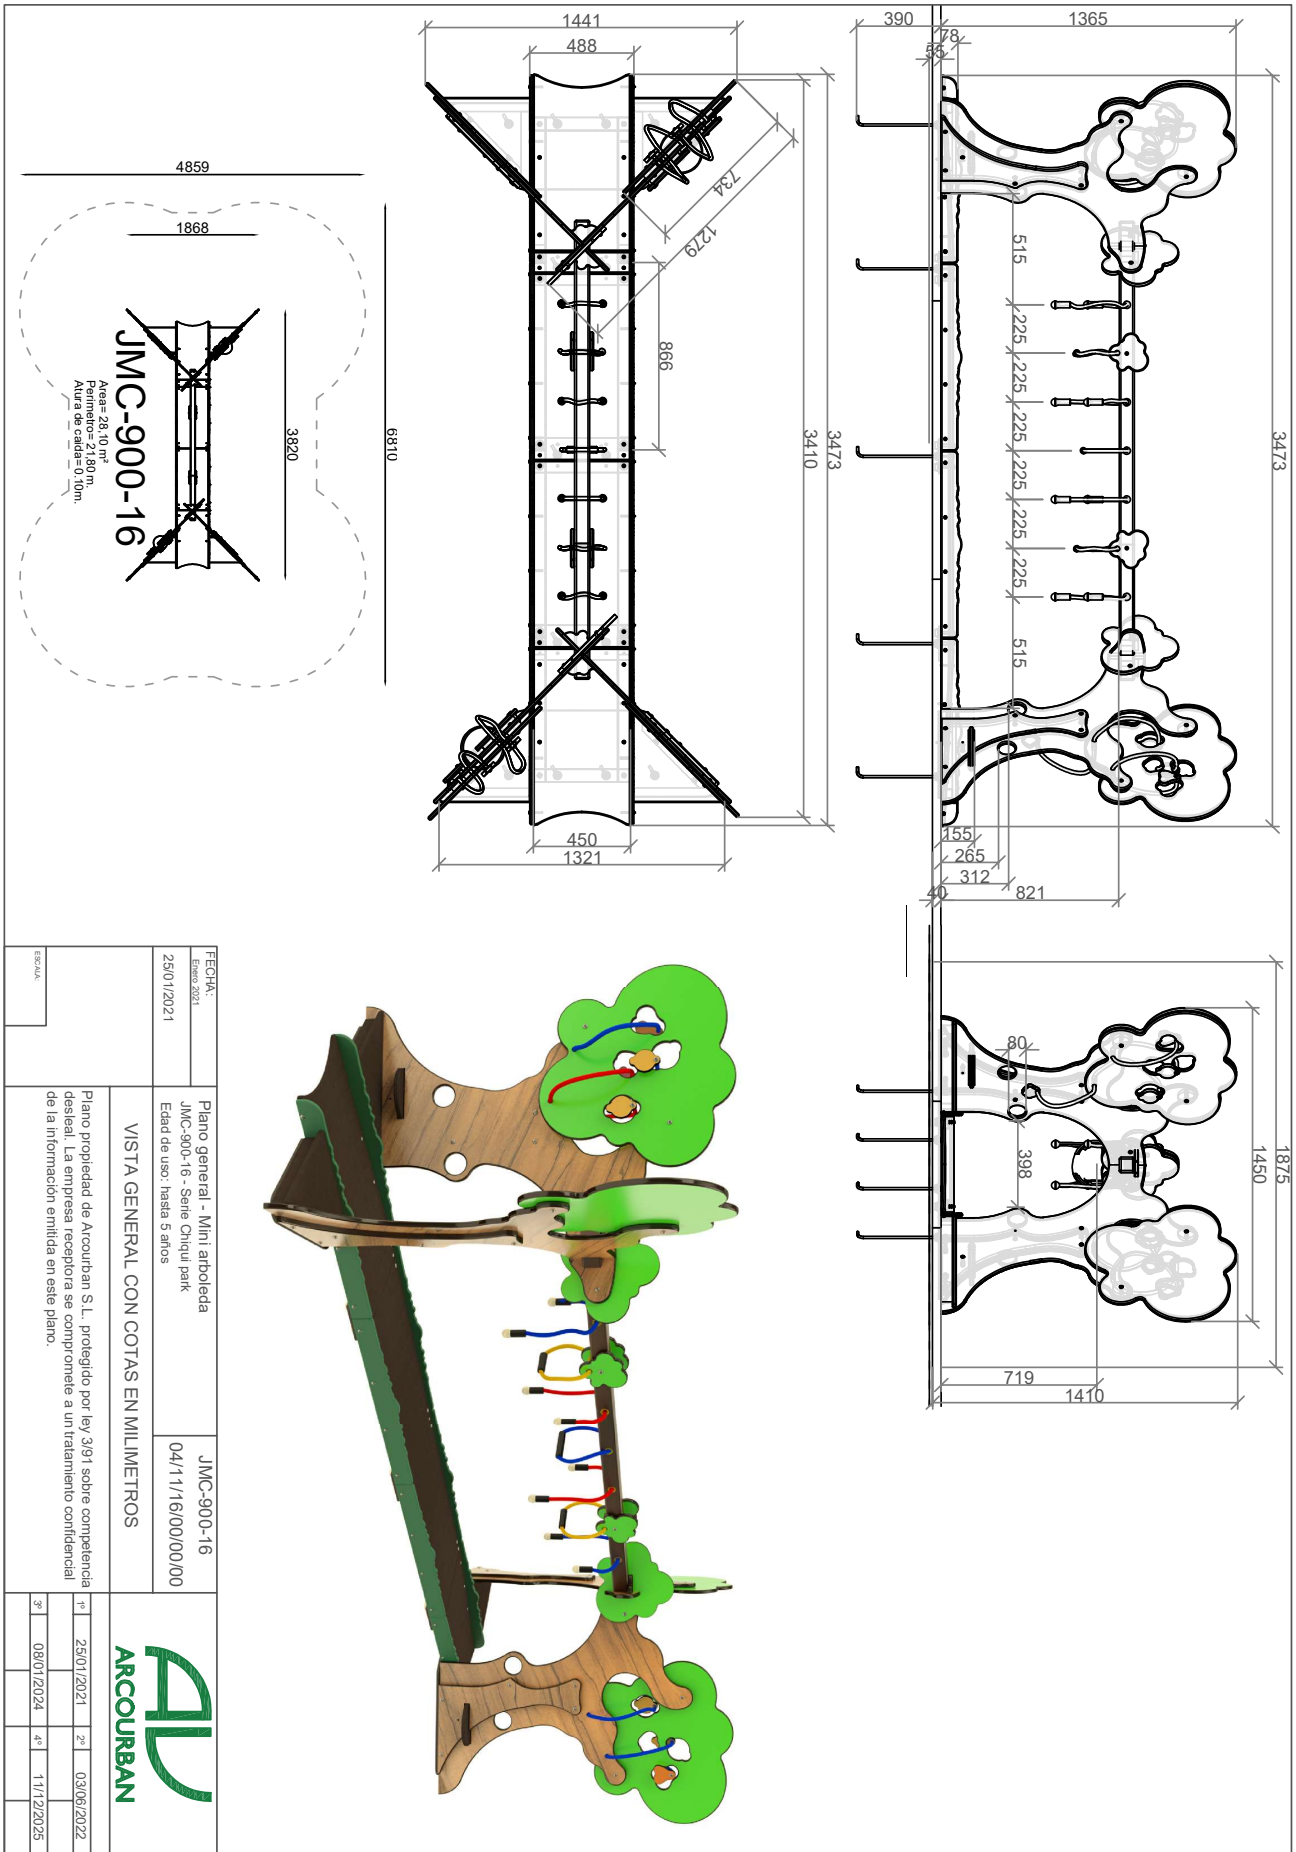 1441
488
734
1279
866
3410
3473
450
1321
390
1365
78
55
515
225
225
225
225
225
225
515
3473
155
265
312
40
821
1875
1450
80
398
719
1410
4859
1868
3820
6810
JMC-900-16
Area= 28,10 m²
Perimetro= 21,80 m.
Atura de caida=0,10m.
FECHA:
Enero 2021
25/01/2021
Plano general - Mini arboleda
JMC-900-16 - Serie Chiqui park
Edad de uso: hasta 5 años
JMC-900-16
04/11/16/00/00/00
VISTA GENERAL CON COTAS EN MILIMETROS
ESCALA:
Plano propiedad de Arcourban S.L. protegido por ley 3/91 sobre competencia
desleal. La empresa receptora se compromete a un tratamiento confidencial
de la información emitida en este plano.
ARCOURBAN
1º 25/01/2021 2º 03/06/2022
3º 08/01/2024 4º 11/12/2025